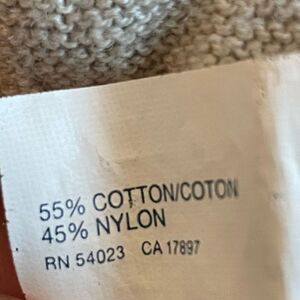 55% COTTON/COTON
45% NYLON
RN 54023 CA 17897